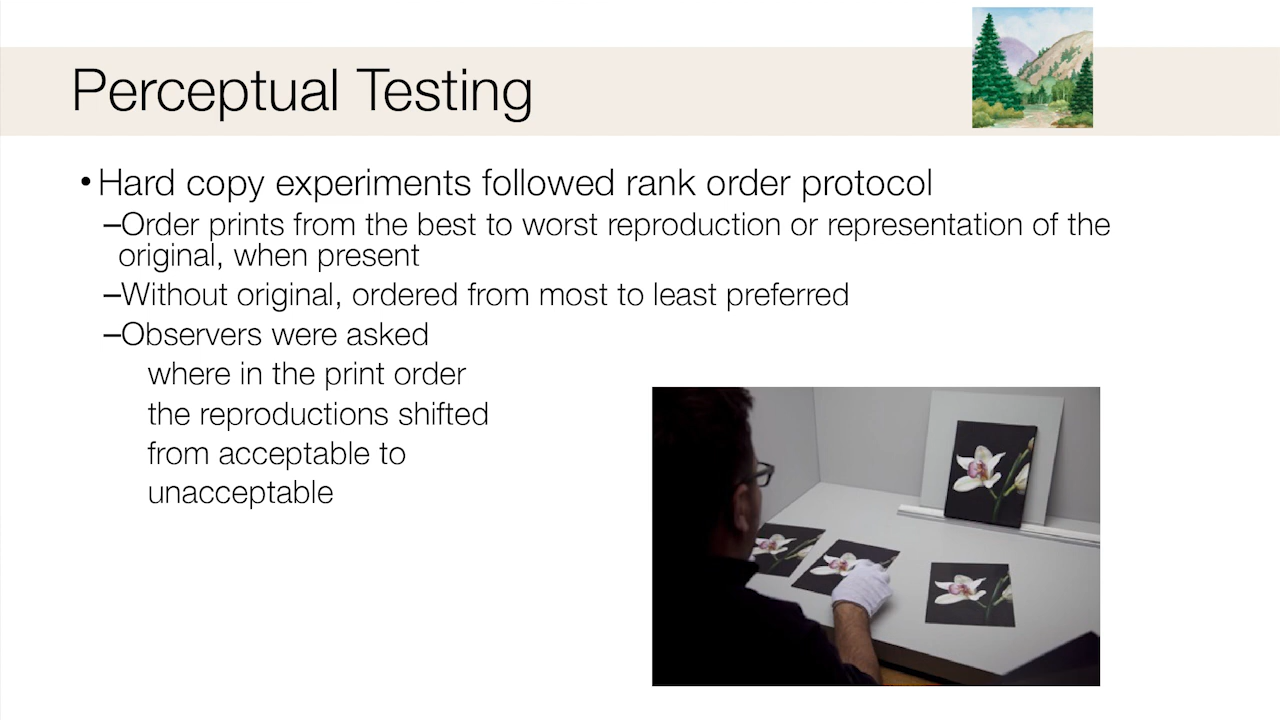 Perceptual Testing
• Hard copy experiments followed rank order protocol
–Order prints from the best to worst reproduction or representation of the
original, when present
–Without original, ordered from most to least preferred
–Observers were asked
where in the print order
the reproductions shifted
from acceptable to
unacceptable